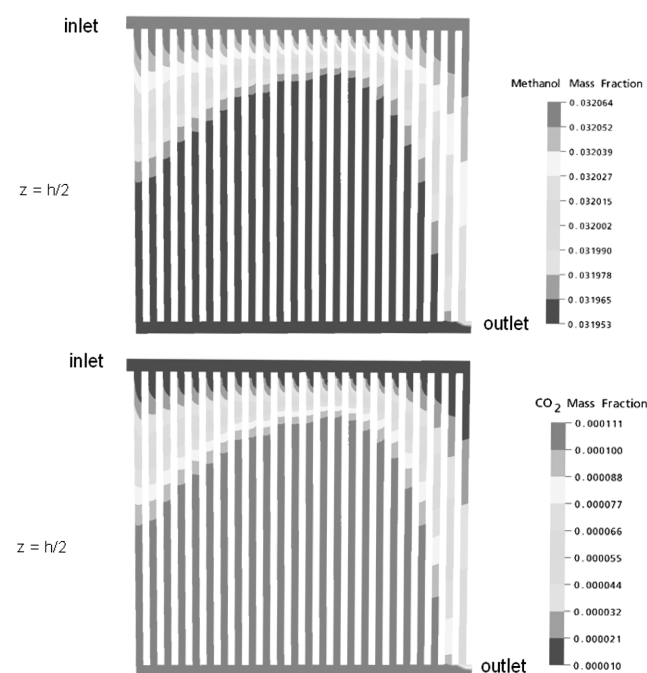 inlet
Methanol Mass Fraction
0.032064
0.032052
0.032039
0.032027
0.032015
0.032002
0.031990
0.031978
0.031965
0.031953
z = h/2
outlet
inlet
CO2 Mass Fraction
0.000111
0.000100
0.000088
0.000077
0.000066
0.000055
0.000044
0.000032
0.000021
0.000010
z = h/2
outlet